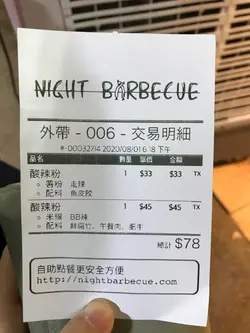 NIGHT BARBECUE
外帶 - 006 - 交易明細
#-00032714 2020/08/01 6:18 下午
品名 數量 單價 金額
酸辣粉 1 $33 $33 TX
薯粉 走辣
配料 魚皮餃
酸辣粉 1 $45 $45 TX
米線 BB辣
配料 鮮腐竹、午餐肉、肥牛
總計 $78
自助點餐更安全方便
http://nightbarbecue.com